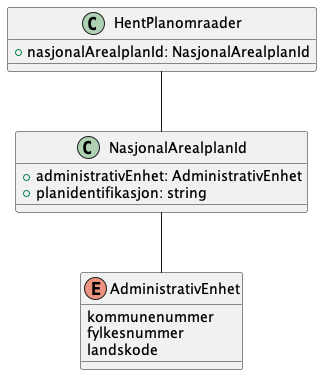 C HentPlanomraader
nasjonalArealplanId: NasjonalArealplanId
C NasjonalArealplanId
administrativEnhet: AdministrativEnhet
planidentifikasjon: string
E AdministrativEnhet
kommunenummer
fylkesnummer
landskode